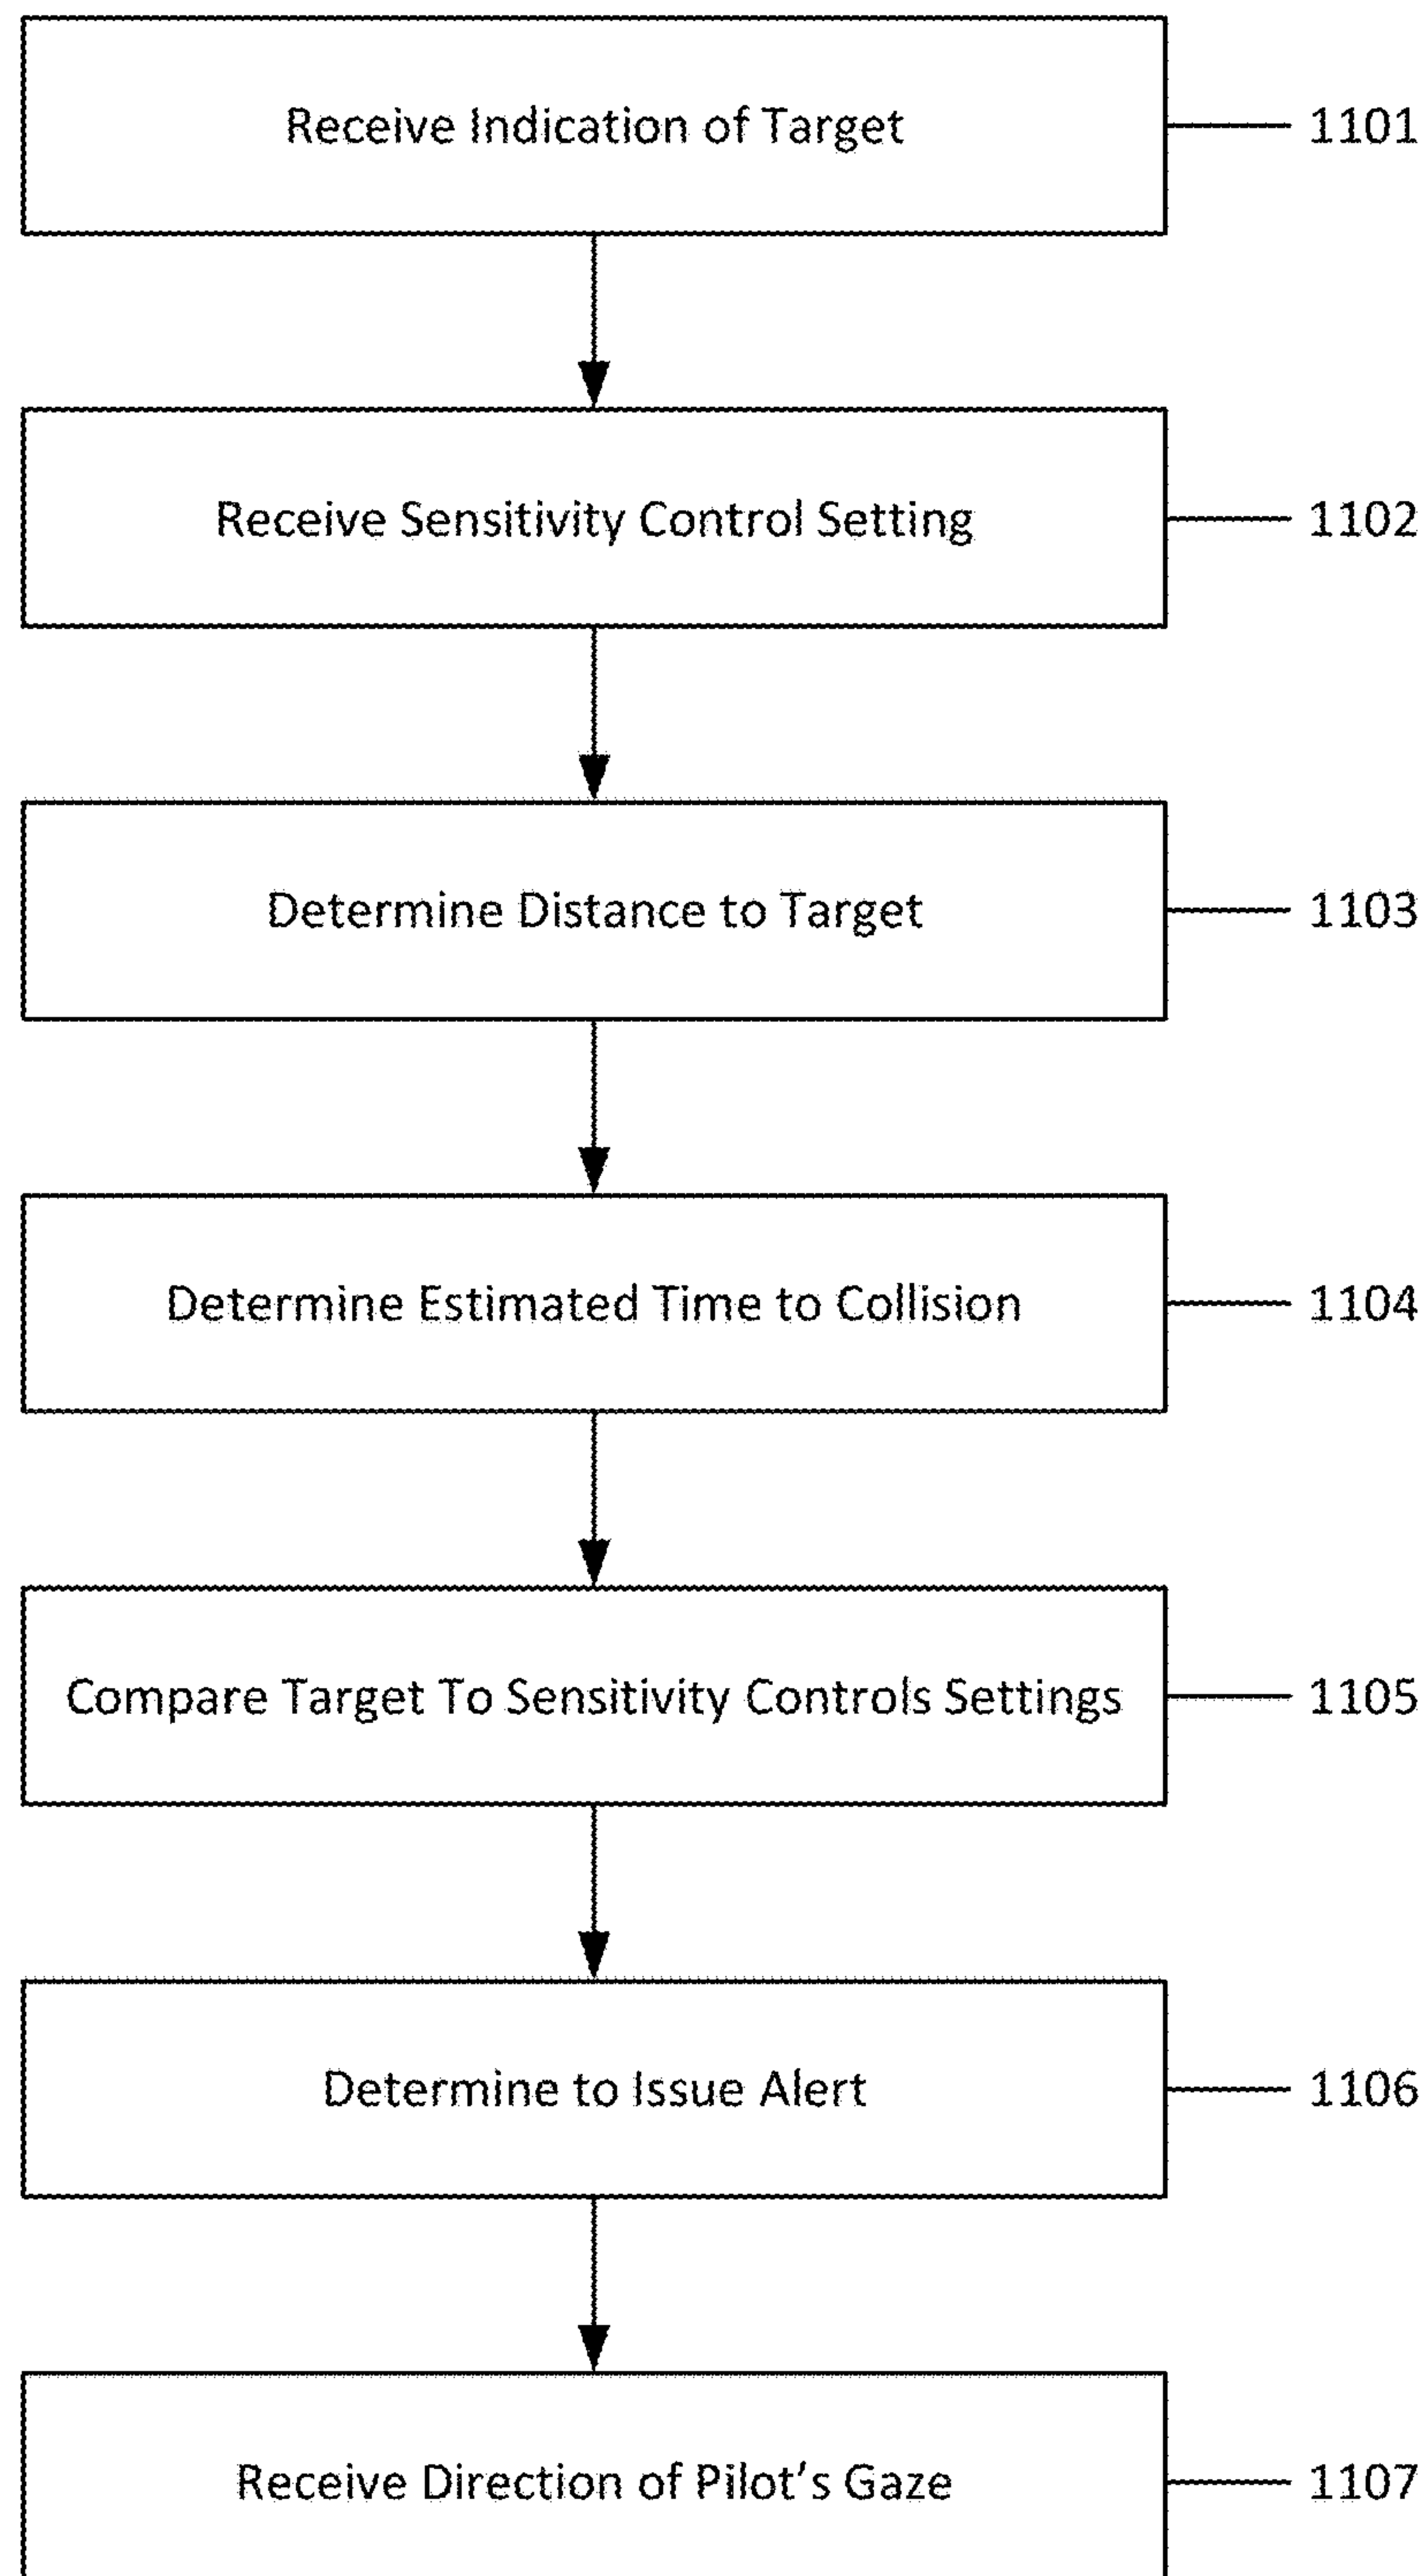 Receive Indication of Target 1101
Receive Sensitivity Control Setting 1102
Determine Distance to Target 1103
Determine Estimated Time to Collision 1104
Compare Target To Sensitivity Controls Settings 1105
Determine to Issue Alert 1106
Receive Direction of Pilot's Gaze 1107